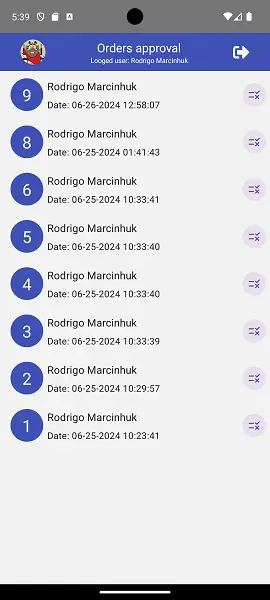 5:39
Orders approval
Looged user: Rodrigo Marcinhuk
9
Rodrigo Marcinhuk
Date: 06-26-2024 12:58:07
8
Rodrigo Marcinhuk
Date: 06-25-2024 01:41:43
6
Rodrigo Marcinhuk
Date: 06-25-2024 10:33:41
5
Rodrigo Marcinhuk
Date: 06-25-2024 10:33:40
4
Rodrigo Marcinhuk
Date: 06-25-2024 10:33:40
3
Rodrigo Marcinhuk
Date: 06-25-2024 10:33:39
2
Rodrigo Marcinhuk
Date: 06-25-2024 10:29:57
1
Rodrigo Marcinhuk
Date: 06-25-2024 10:23:41